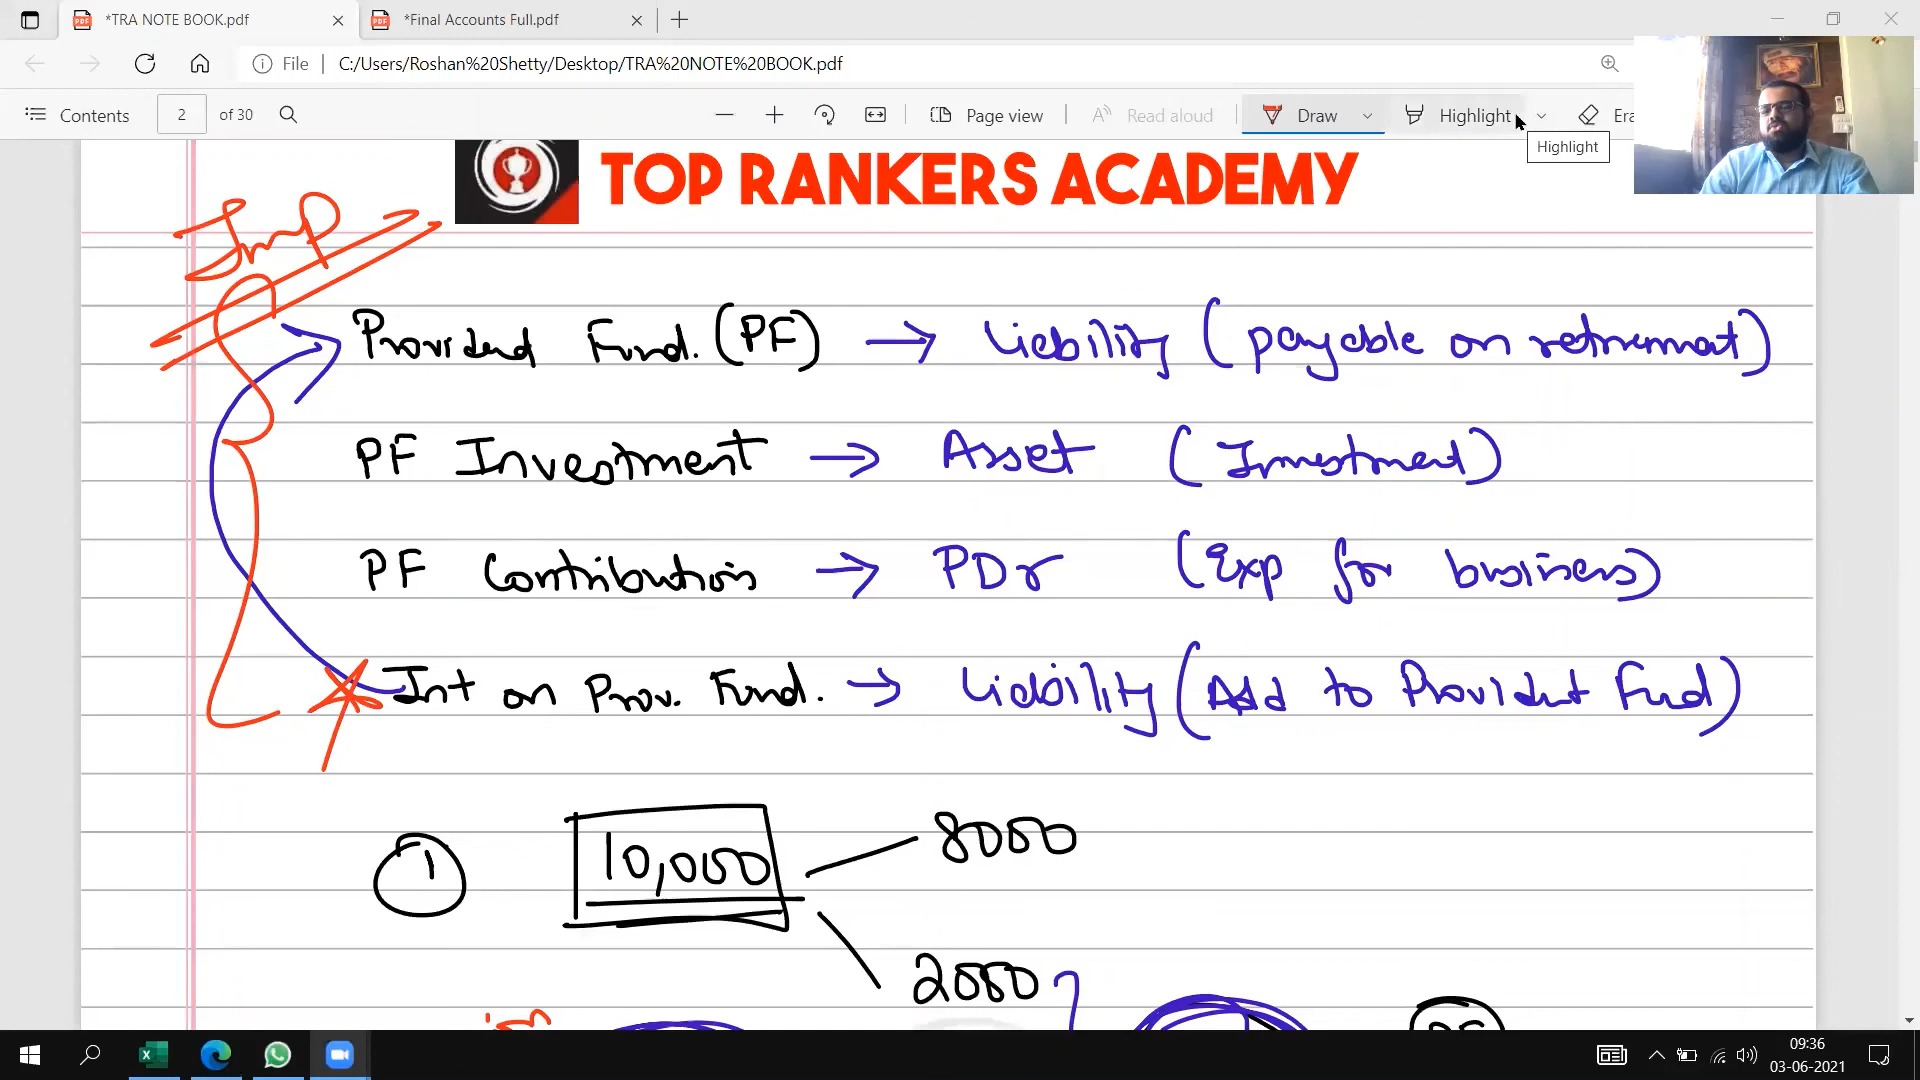 *TRA NOTE BOOK.pdf
*Final Accounts Full.pdf
File
C:/Users/Roshan%20Shetty/Desktop/TRA%20NOTE%20BOOK.pdf
Contents 2 of 30 Page view Read aloud Draw Highlight Era
Highlight
TOP RANKERS ACADEMY
Imp
Provident Fund. (PF) → Liability (payable on retirement)
PF Investment → Asset (Investment)
PF Contribution → PDr (Exp for business)
Int on Prov. Fund. → Liability (Add to Provident Fund)
1 10,000 8000
2000
09:36
03-06-2021